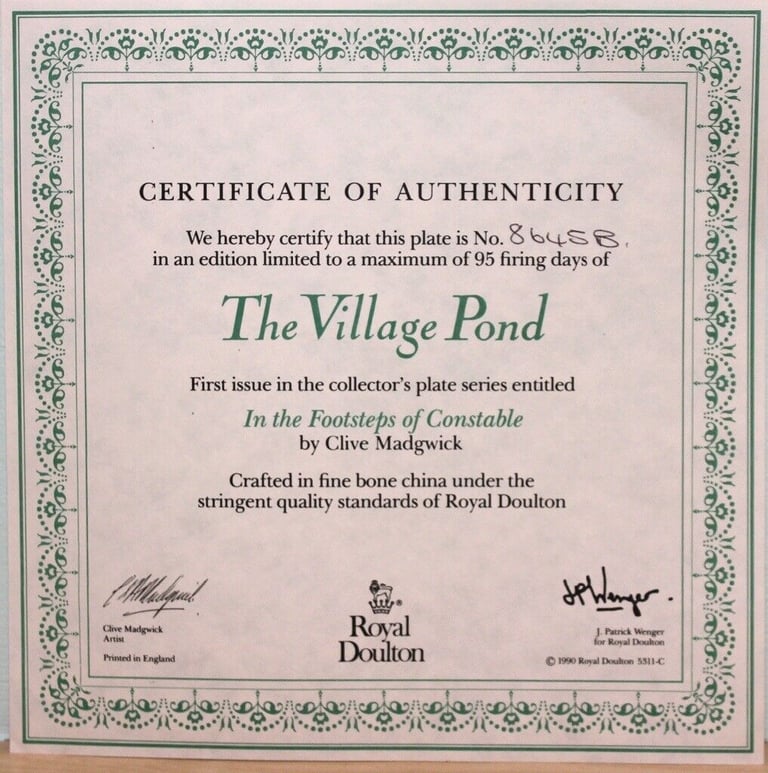 CERTIFICATE OF AUTHENTICITY
We hereby certify that this plate is No. 8645B.
in an edition limited to a maximum of 95 firing days of
The Village Pond
First issue in the collector's plate series entitled
In the Footsteps of Constable
by Clive Madgwick
Crafted in fine bone china under the
stringent quality standards of Royal Doulton
Clive Madgwick
Artist
Printed in England
®
Royal
Doulton
JPWenger.
J. Patrick Wenger
for Royal Doulton
© 1990 Royal Doulton 5311-C